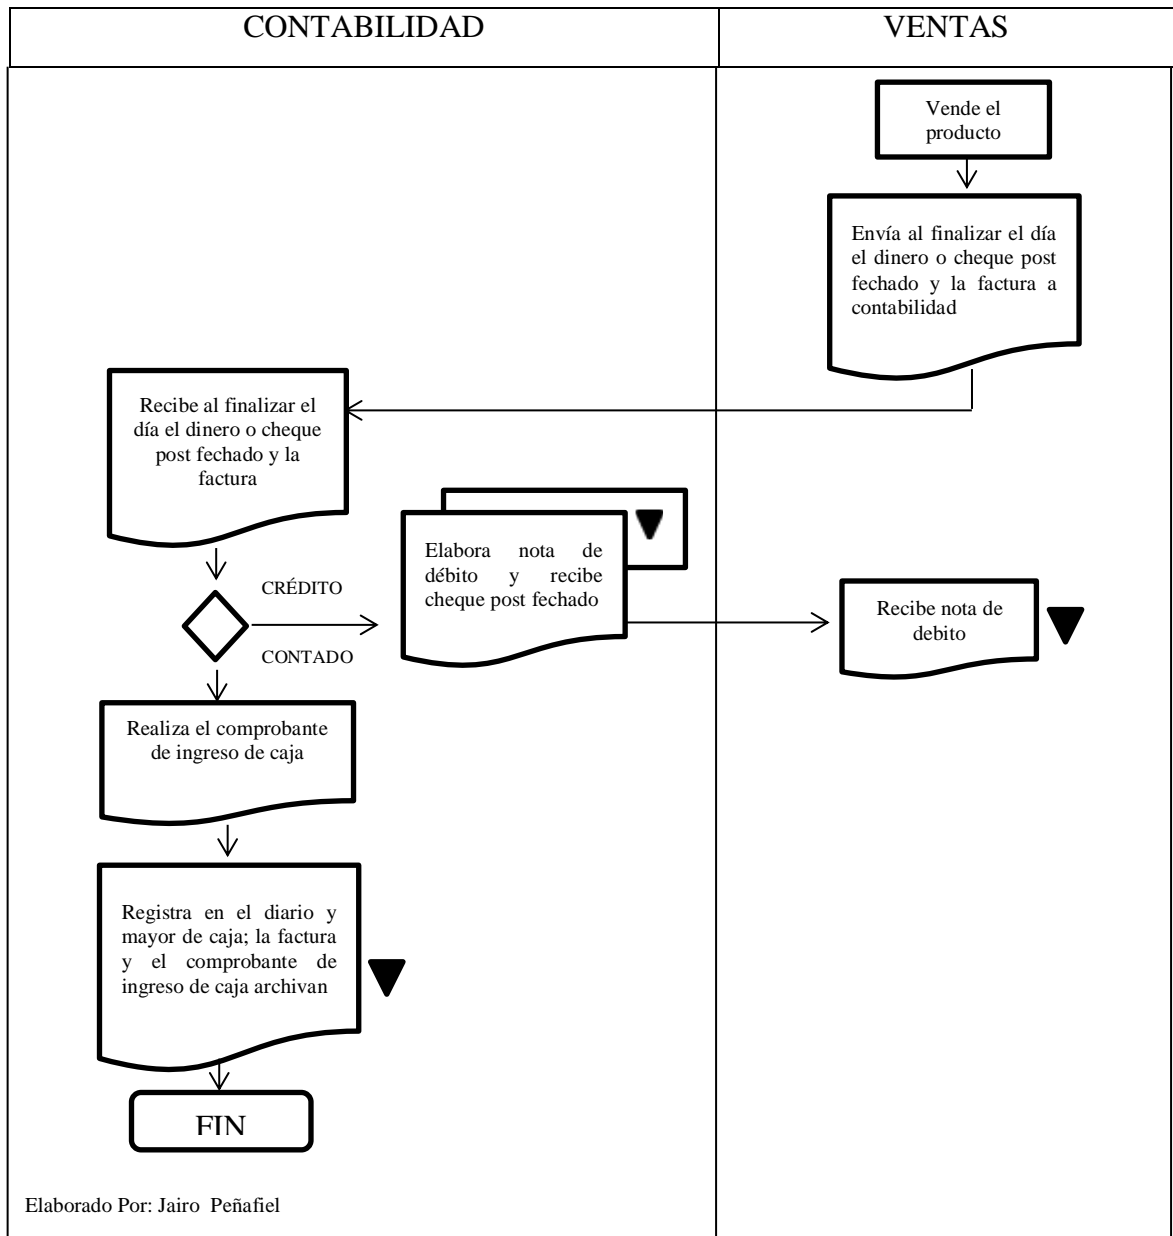 CONTABILIDAD
VENTAS
Vende el
producto
Envía al finalizar el día
el dinero o cheque post
fechado y la factura a
contabilidad
Recibe al finalizar el
día el dinero o cheque
post fechado y la
factura
Elabora nota de
débito y recibe
cheque post fechado
CRÉDITO
CONTADO
Recibe nota de
debito
Realiza el comprobante
de ingreso de caja
Registra en el diario y
mayor de caja; la factura
y el comprobante de
ingreso de caja archivan
FIN
Elaborado Por: Jairo Peñafiel